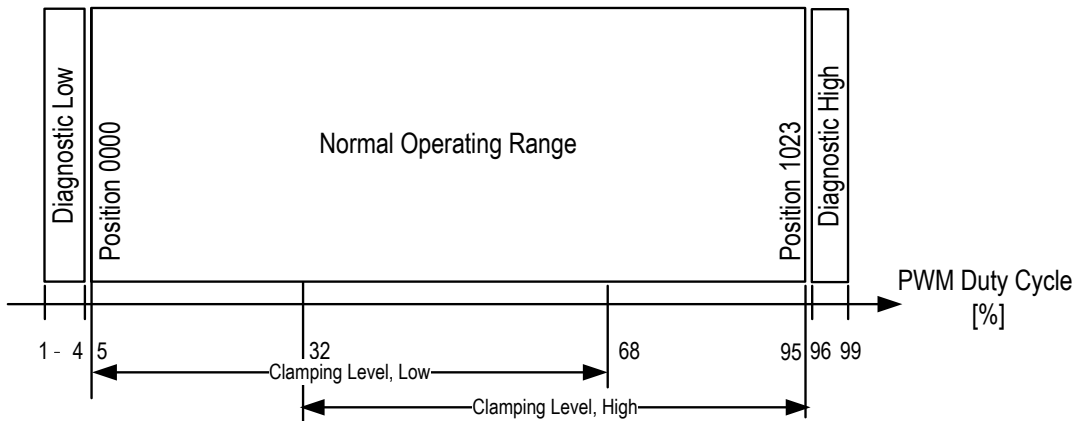 Diagnostic Low
Position 0000
Normal Operating Range
Position 1023
Diagnostic High
PWM Duty Cycle
[%]
1 - 4 5 32 68 95 96 99
Clamping Level, Low
Clamping Level, High